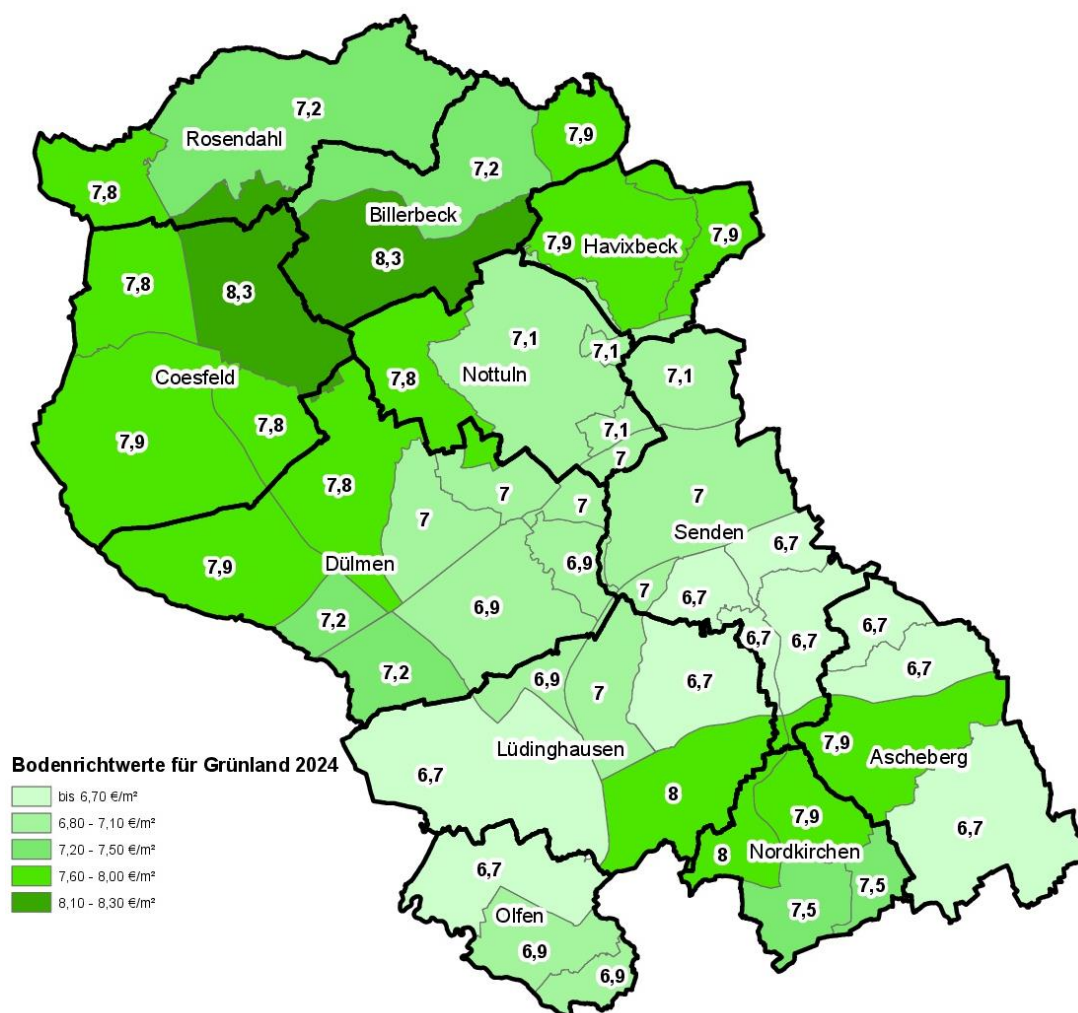 7,2
Rosendahl
7,9
7,8
7,2
Billerbeck
7,9
Havixbeck
7,9
8,3
7,8
8,3
7,1
7,1
Nottuln
7,8
7,1
Coesfeld
7,8
7,9
7,1
7
7,8
7
7
7
7
Senden
6,7
7,9
Dülmen
6,9
7
6,7
6,9
7,2
6,7
6,7
6,7
6,7
7,2
6,9
7
6,7
Lüdinghausen
7,9
Ascheberg
Bodenrichtwerte für Grünland 2024
bis 6,70 €/m²
6,80 - 7,10 €/m²
7,20 - 7,50 €/m²
7,60 - 8,00 €/m²
8,10 - 8,30 €/m²
6,7
8
7,9
6,7
8
Nordkirchen
6,7
7,5
7,5
Olfen
6,9
6,9